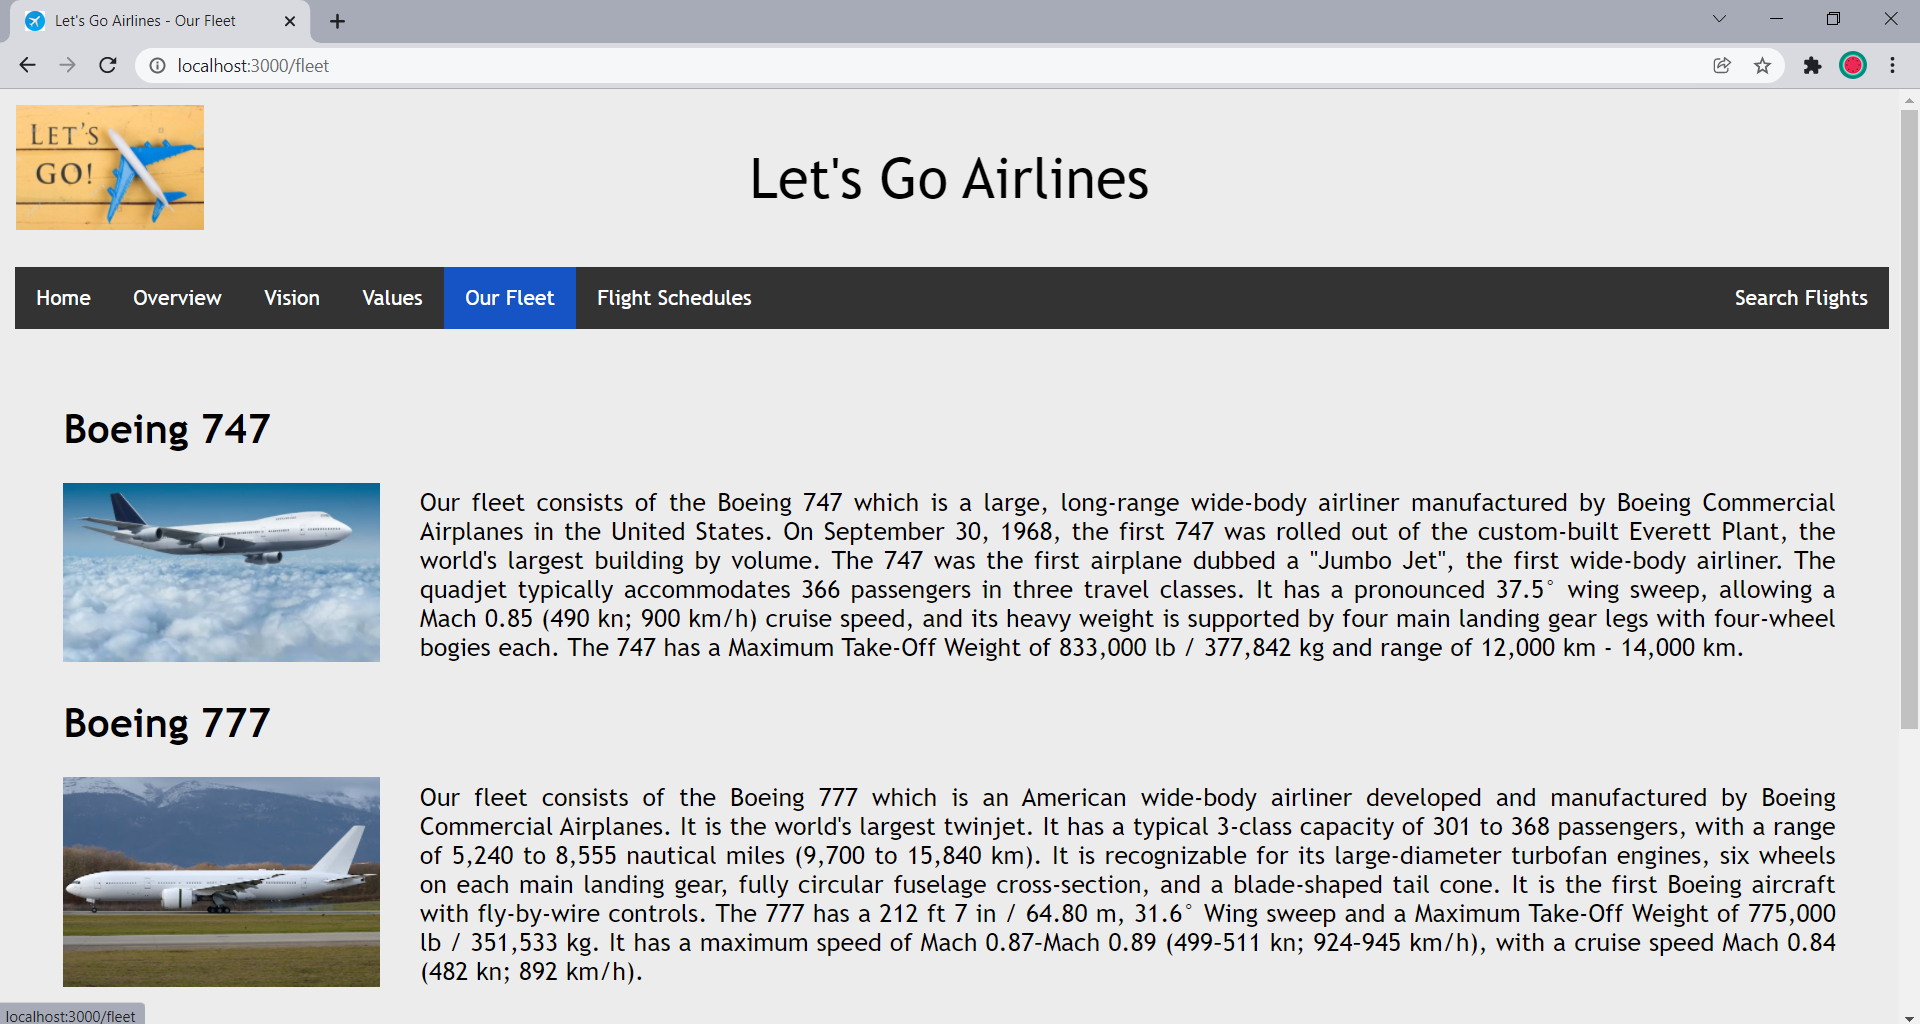 Let's Go Airlines - Our Fleet
localhost:3000/fleet
LET'S
GO!
Let's Go Airlines
Home Overview Vision Values Our Fleet Flight Schedules Search Flights
Boeing 747
Our fleet consists of the Boeing 747 which is a large, long-range wide-body airliner manufactured by Boeing Commercial
Airplanes in the United States. On September 30, 1968, the first 747 was rolled out of the custom-built Everett Plant, the
world's largest building by volume. The 747 was the first airplane dubbed a "Jumbo Jet", the first wide-body airliner. The
quadjet typically accommodates 366 passengers in three travel classes. It has a pronounced 37.5° wing sweep, allowing a
Mach 0.85 (490 kn; 900 km/h) cruise speed, and its heavy weight is supported by four main landing gear legs with four-wheel
bogies each. The 747 has a Maximum Take-Off Weight of 833,000 lb / 377,842 kg and range of 12,000 km - 14,000 km.
Boeing 777
Our fleet consists of the Boeing 777 which is an American wide-body airliner developed and manufactured by Boeing
Commercial Airplanes. It is the world's largest twinjet. It has a typical 3-class capacity of 301 to 368 passengers, with a range
of 5,240 to 8,555 nautical miles (9,700 to 15,840 km). It is recognizable for its large-diameter turbofan engines, six wheels
on each main landing gear, fully circular fuselage cross-section, and a blade-shaped tail cone. It is the first Boeing aircraft
with fly-by-wire controls. The 777 has a 212 ft 7 in / 64.80 m, 31.6° Wing sweep and a Maximum Take-Off Weight of 775,000
lb / 351,533 kg. It has a maximum speed of Mach 0.87–Mach 0.89 (499–511 kn; 924–945 km/h), with a cruise speed Mach 0.84
(482 kn; 892 km/h).
localhost:3000/fleet